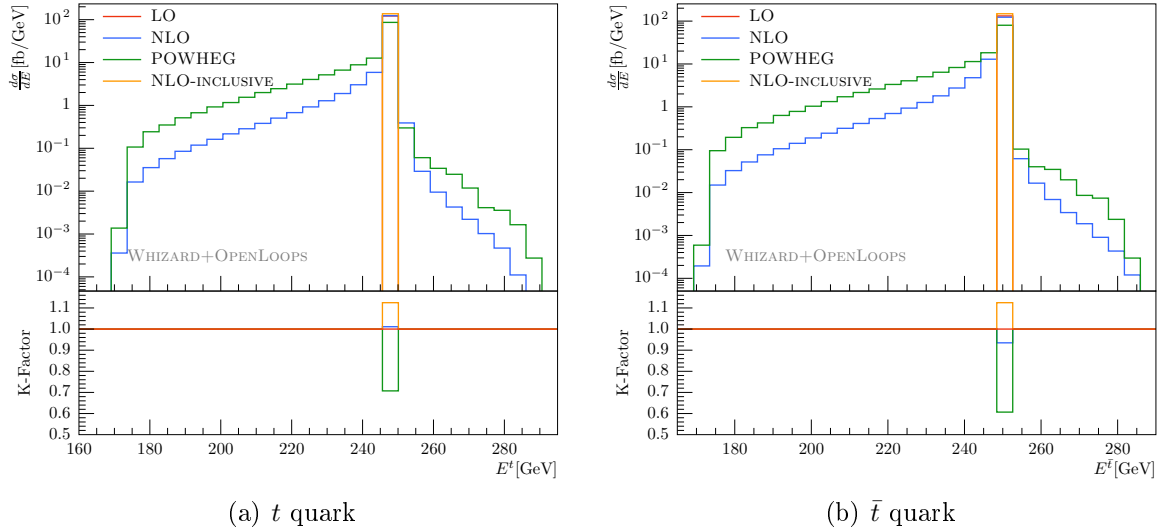 10²
10¹
1
10⁻¹
10⁻²
10⁻³
10⁻⁴
dσ/dE [fb/GeV]
LO
NLO
POWHEG
NLO-INCLUSIVE
WHIZARD+OPENLOOPS
1.1
1.0
0.9
0.8
0.7
0.6
0.5
K-Factor
160 180 200 220 240 260 280
Eᵗ[GeV]
(a) t quark
10²
10¹
1
10⁻¹
10⁻²
10⁻³
10⁻⁴
dσ/dE [fb/GeV]
LO
NLO
POWHEG
NLO-INCLUSIVE
WHIZARD+OPENLOOPS
1.1
1.0
0.9
0.8
0.7
0.6
0.5
K-Factor
180 200 220 240 260 280
E^t̄[GeV]
(b) t̄ quark